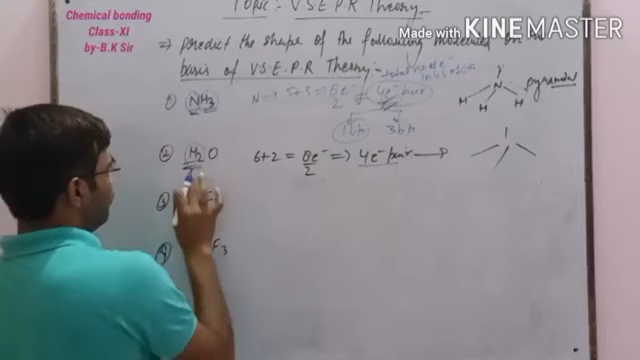 Chemical bonding
Class-XI
by-B.K Sir
Topic:- V.S.E.P.R Theory
Made with KINEMASTER
⇒ predict the shape of the following molecules on the
basis of V.S.E.P.R Theory:-
① NH3 N → 5+3 ⇒ 8e⁻/2 ⇒ 4e⁻ pair
1lp 3bp
N
H H H
pyramidal
② H2O 6+2 = 8e⁻/2 ⇒ 4e⁻ pair →
③
④ F3